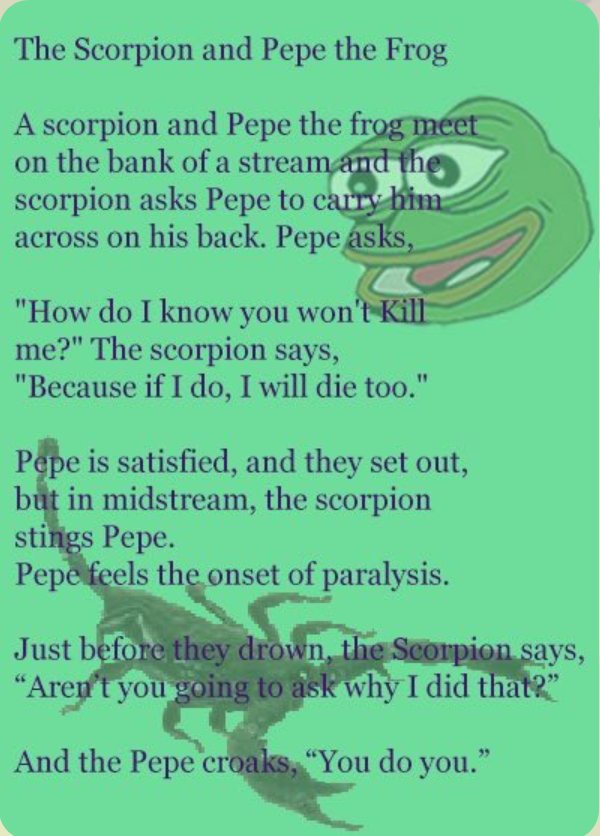 The Scorpion and Pepe the Frog
A scorpion and Pepe the frog meet
on the bank of a stream and the
scorpion asks Pepe to carry him
across on his back. Pepe asks,
"How do I know you won't Kill
me?" The scorpion says,
"Because if I do, I will die too."
Pepe is satisfied, and they set out,
but in midstream, the scorpion
stings Pepe.
Pepe feels the onset of paralysis.
Just before they drown, the Scorpion says,
“Aren’t you going to ask why I did that?”
And the Pepe croaks, “You do you.”